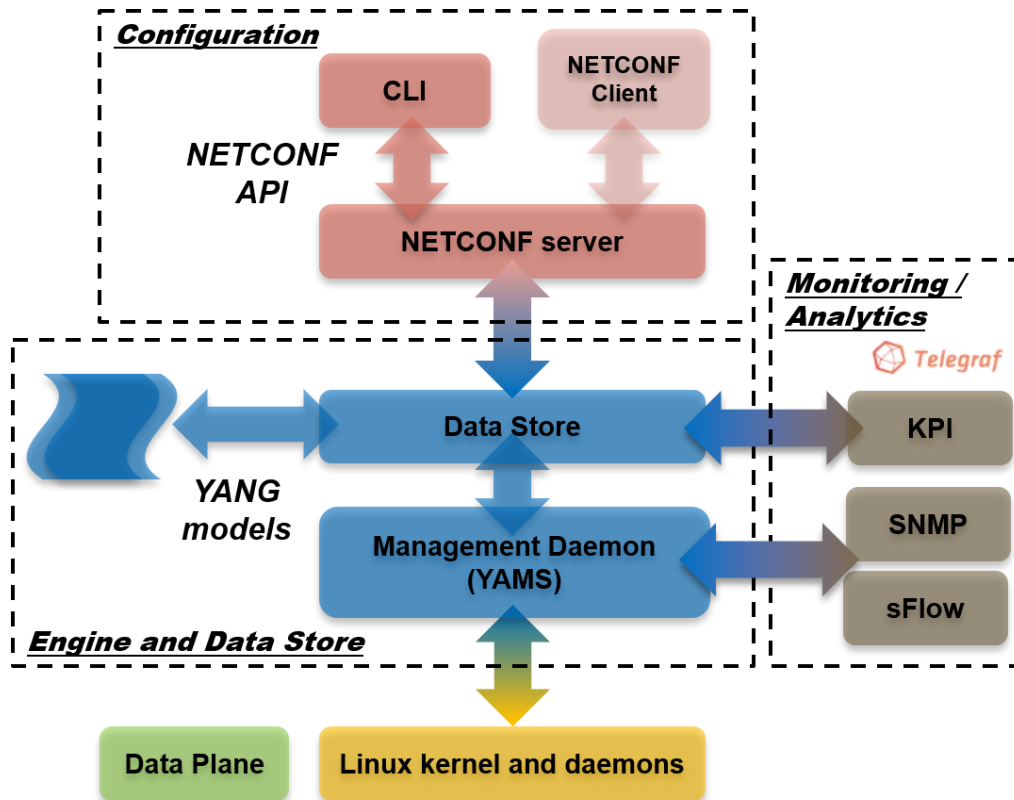 Configuration
CLI
NETCONF
Client
NETCONF
API
NETCONF server
Monitoring /
Analytics
Telegraf
Data Store
KPI
YANG
models
Management Daemon
(YAMS)
SNMP
sFlow
Engine and Data Store
Data Plane
Linux kernel and daemons